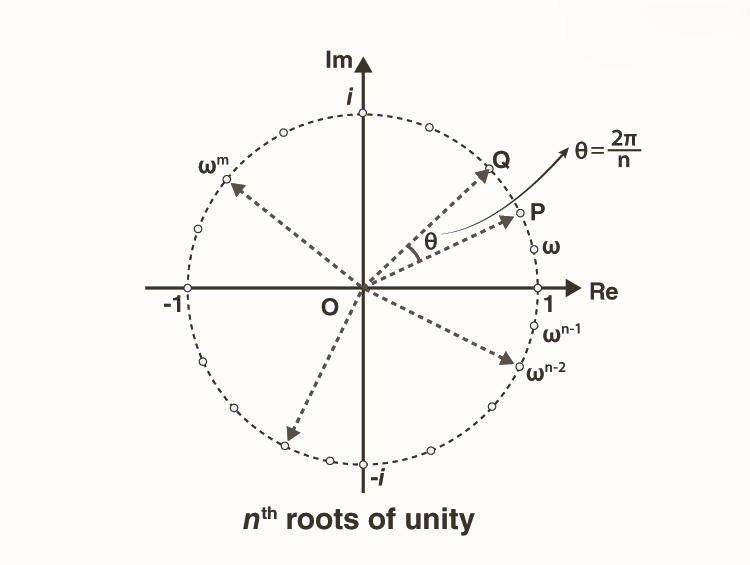 Im
i
ωᵐ
Q
θ = 2π/n
P
θ
ω
-1
O
1
Re
ωⁿ⁻¹
ωⁿ⁻²
-i
nᵗʰ roots of unity